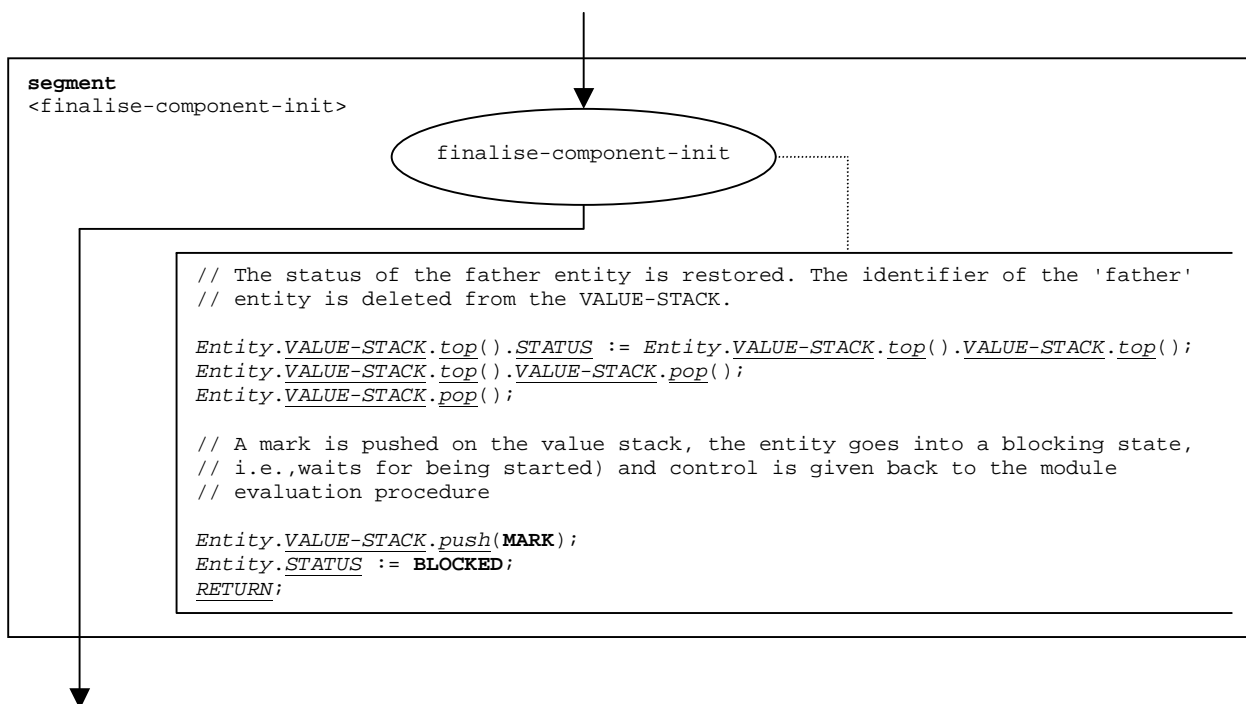 segment
<finalise-component-init>
finalise-component-init
// The status of the father entity is restored. The identifier of the 'father'
// entity is deleted from the VALUE-STACK.
Entity.VALUE-STACK.top().STATUS := Entity.VALUE-STACK.top().VALUE-STACK.top();
Entity.VALUE-STACK.top().VALUE-STACK.pop();
Entity.VALUE-STACK.pop();
// A mark is pushed on the value stack, the entity goes into a blocking state,
// i.e.,waits for being started) and control is given back to the module
// evaluation procedure
Entity.VALUE-STACK.push(MARK);
Entity.STATUS := BLOCKED;
RETURN;